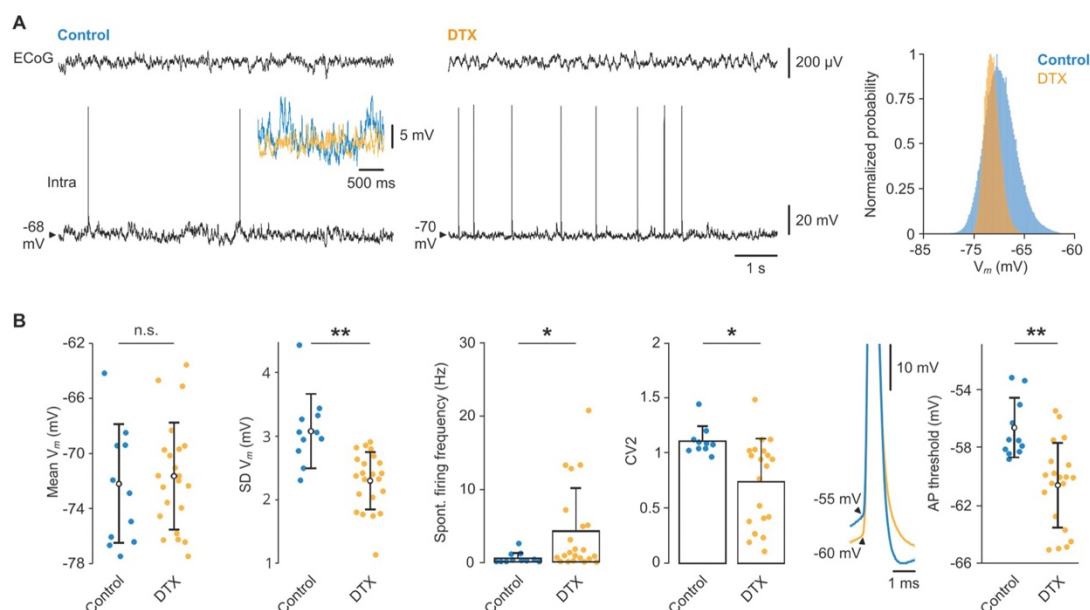 A
Control
DTX
ECoG
200 µV
Control
DTX
5 mV
500 ms
Intra
-68
mV
-70
mV
20 mV
1 s
Normalized probability
1
0.75
0.5
0.25
0
-85
-75
-65
-60
Vm (mV)
B
n.s.
**
*
*
**
Mean Vm (mV)
-62
-66
-70
-74
-78
Control
DTX
SD Vm (mV)
4
3
2
1
Control
DTX
Spont. firing frequency (Hz)
30
20
10
0
Control
DTX
CV2
2
1.5
1
0.5
0
Control
DTX
10 mV
-55 mV
-60 mV
1 ms
AP threshold (mV)
-54
-58
-62
-66
Control
DTX